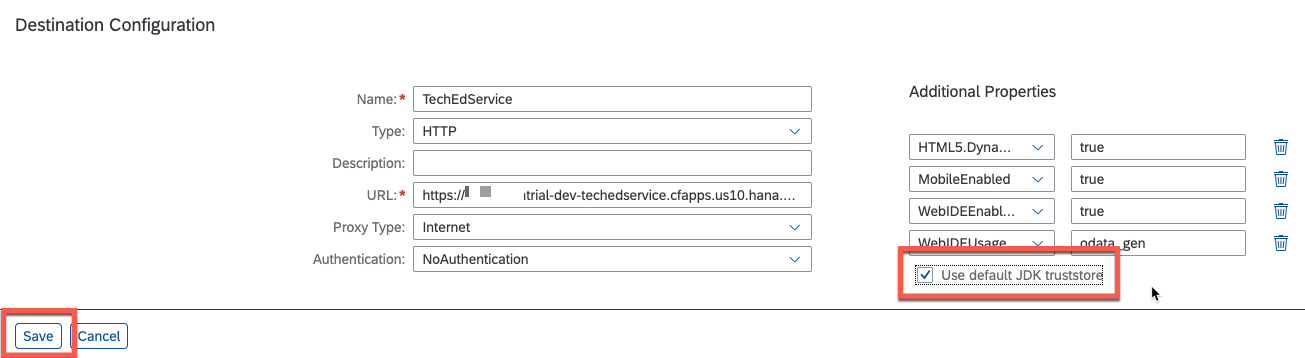 Destination Configuration
Name:* TechEdService
Type: HTTP
Description:
URL:* https:// trial-dev-techedservice.cfapps.us10.hana....
Proxy Type: Internet
Authentication: NoAuthentication
Additional Properties
HTML5.Dyna... true
MobileEnabled true
WebIDEEnabl... true
WebIDEUsage odata_gen
Use default JDK truststore
Save Cancel